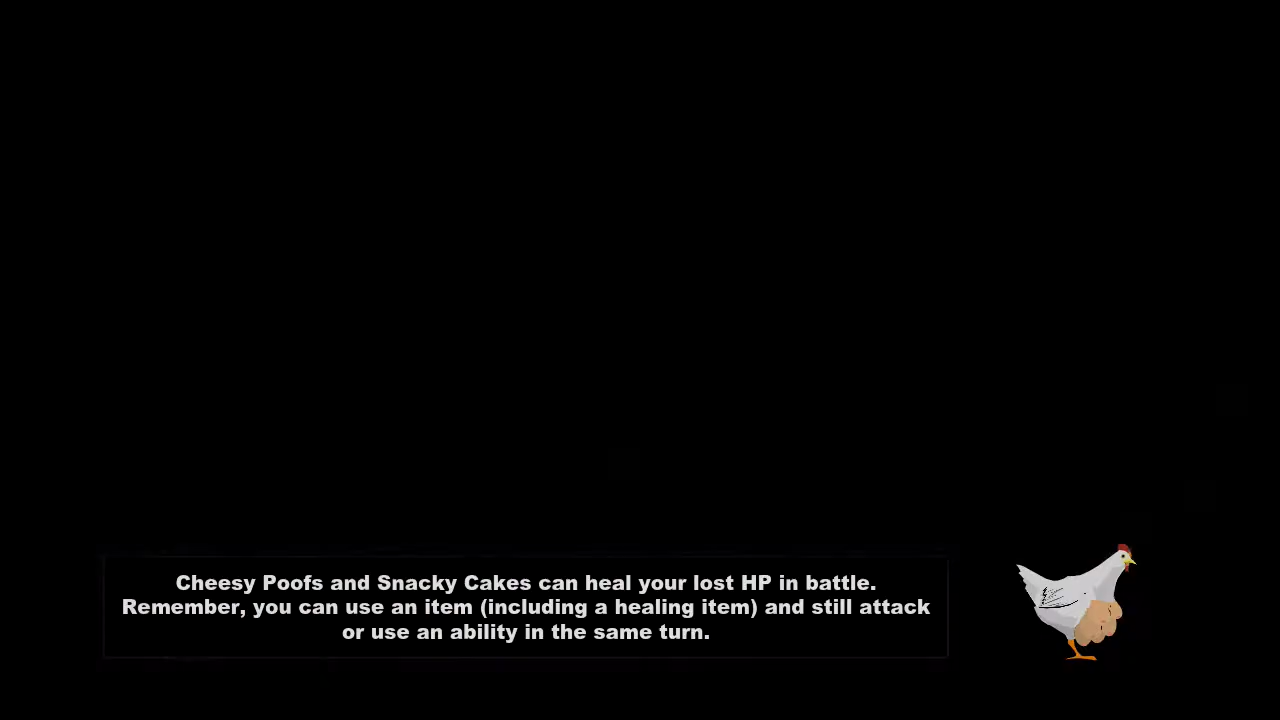 Cheesy Poofs and Snacky Cakes can heal your lost HP in battle.
Remember, you can use an item (including a healing item) and still attack
or use an ability in the same turn.